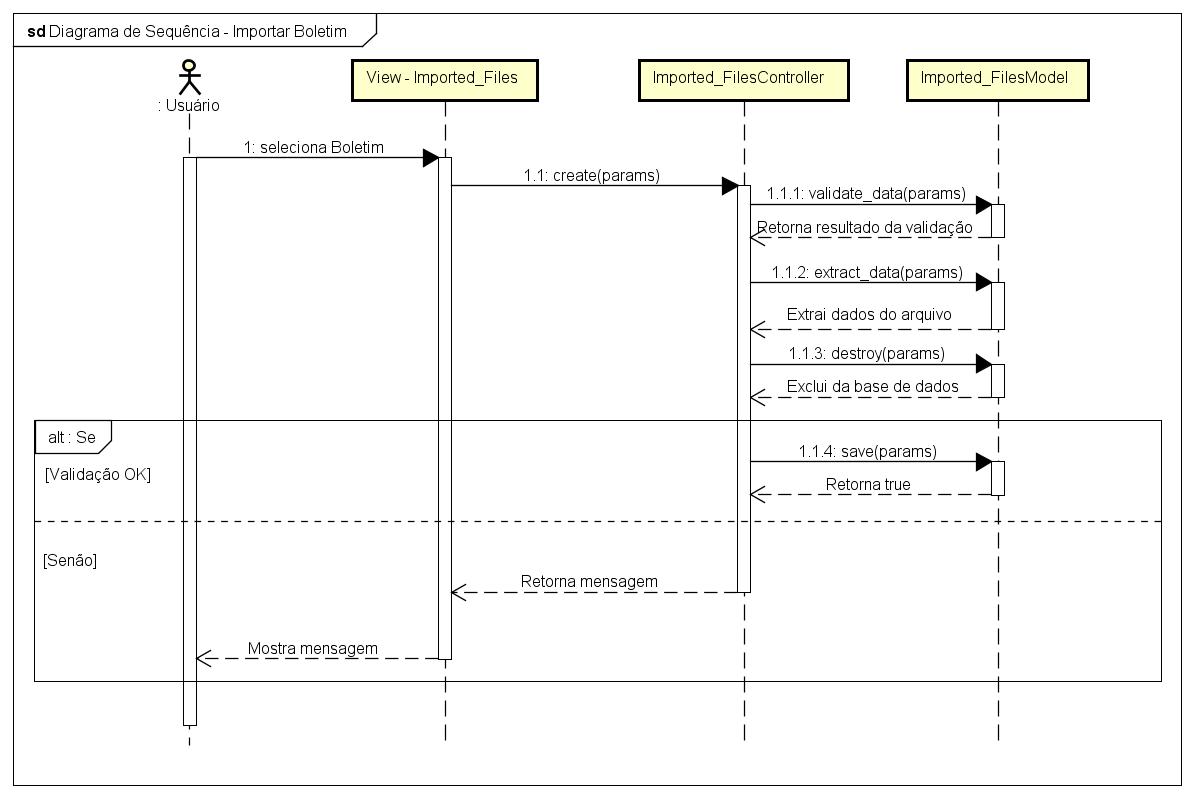 sd Diagrama de Sequência - Importar Boletim
: Usuário
View - Imported_Files
Imported_FilesController
Imported_FilesModel
1: seleciona Boletim
1.1: create(params)
1.1.1: validate_data(params)
Retorna resultado da validação
1.1.2: extract_data(params)
Extrai dados do arquivo
1.1.3: destroy(params)
Exclui da base de dados
alt : Se
[Validação OK]
1.1.4: save(params)
Retorna true
[Senão]
Retorna mensagem
Mostra mensagem